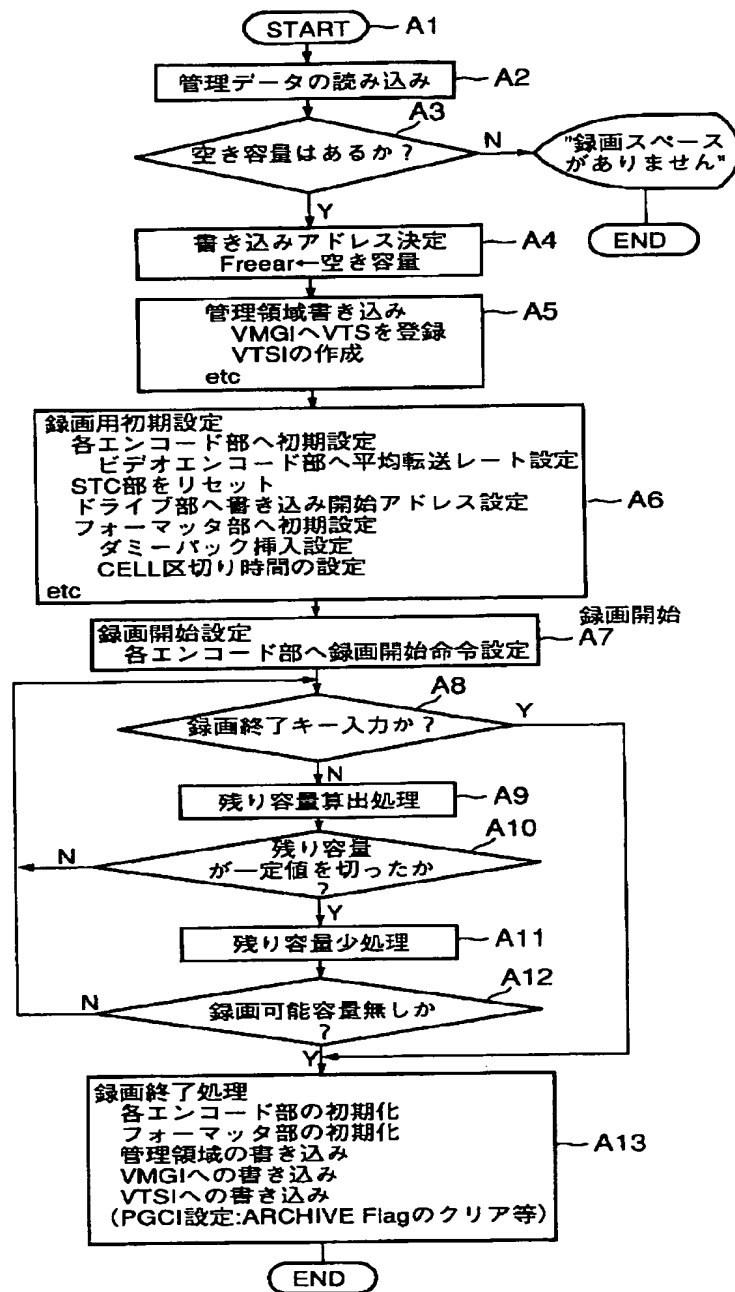 START
A1
管理データの読み込み
A2
A3
空き容量はあるか?
N
"録画スペース
がありません"
END
Y
書き込みアドレス決定
Freear←空き容量
A4
管理領域書き込み
VMGIへVTSを登録
VTSIの作成
etc
A5
録画用初期設定
各エンコード部へ初期設定
ビデオエンコード部へ平均転送レート設定
STC部をリセット
ドライブ部へ書き込み開始アドレス設定
フォーマッタ部へ初期設定
ダミーパック挿入設定
CELL区切り時間の設定
etc
A6
録画開始設定
各エンコード部へ録画開始命令設定
録画開始
A7
A8
録画終了キー入力か?
Y
N
残り容量算出処理
A9
A10
残り容量
が一定値を切ったか
?
N
Y
残り容量少処理
A11
A12
録画可能容量無しか
?
N
Y
録画終了処理
各エンコード部の初期化
フォーマッタ部の初期化
管理領域の書き込み
VMGIへの書き込み
VTSIへの書き込み
(PGCI設定:ARCHIVE Flagのクリア等)
A13
END